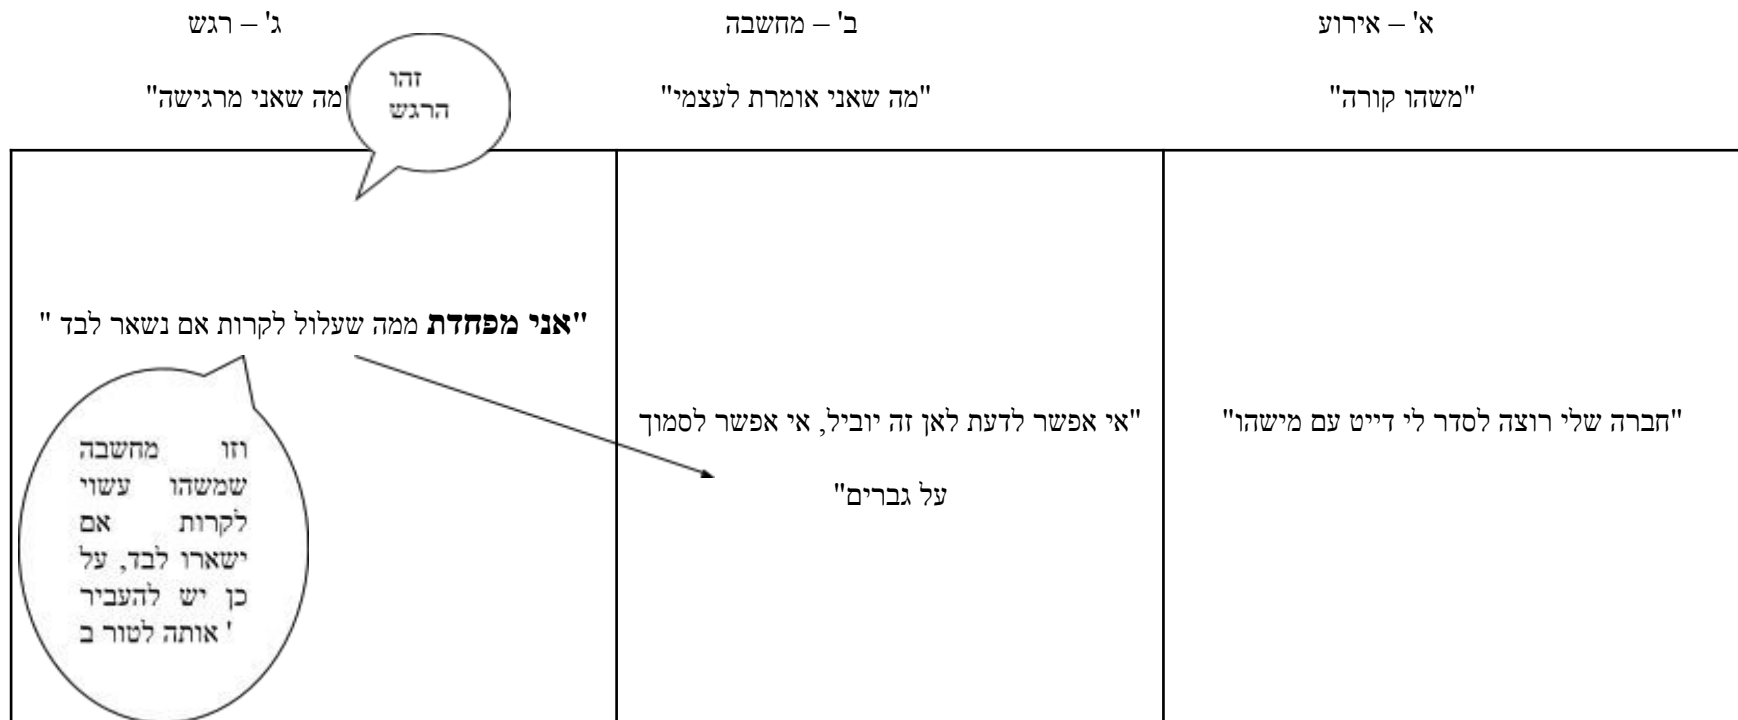 א' – אירוע
ב' – מחשבה
ג' – רגש
"משהו קורה"
"מה שאני אומרת לעצמי"
"מה שאני מרגישה"
זהו
הרגש
"חברה שלי רוצה לסדר לי דייט עם מישהו"
"אי אפשר לדעת לאן זה יוביל, אי אפשר לסמוך
על גברים"
"אני מפחדת ממה שעלול לקרות אם נשאר לבד "
וזו מחשבה
שמשהו עשוי
לקרות אם
ישארו לבד, על
כן יש להעביר
אותה לטור ב '